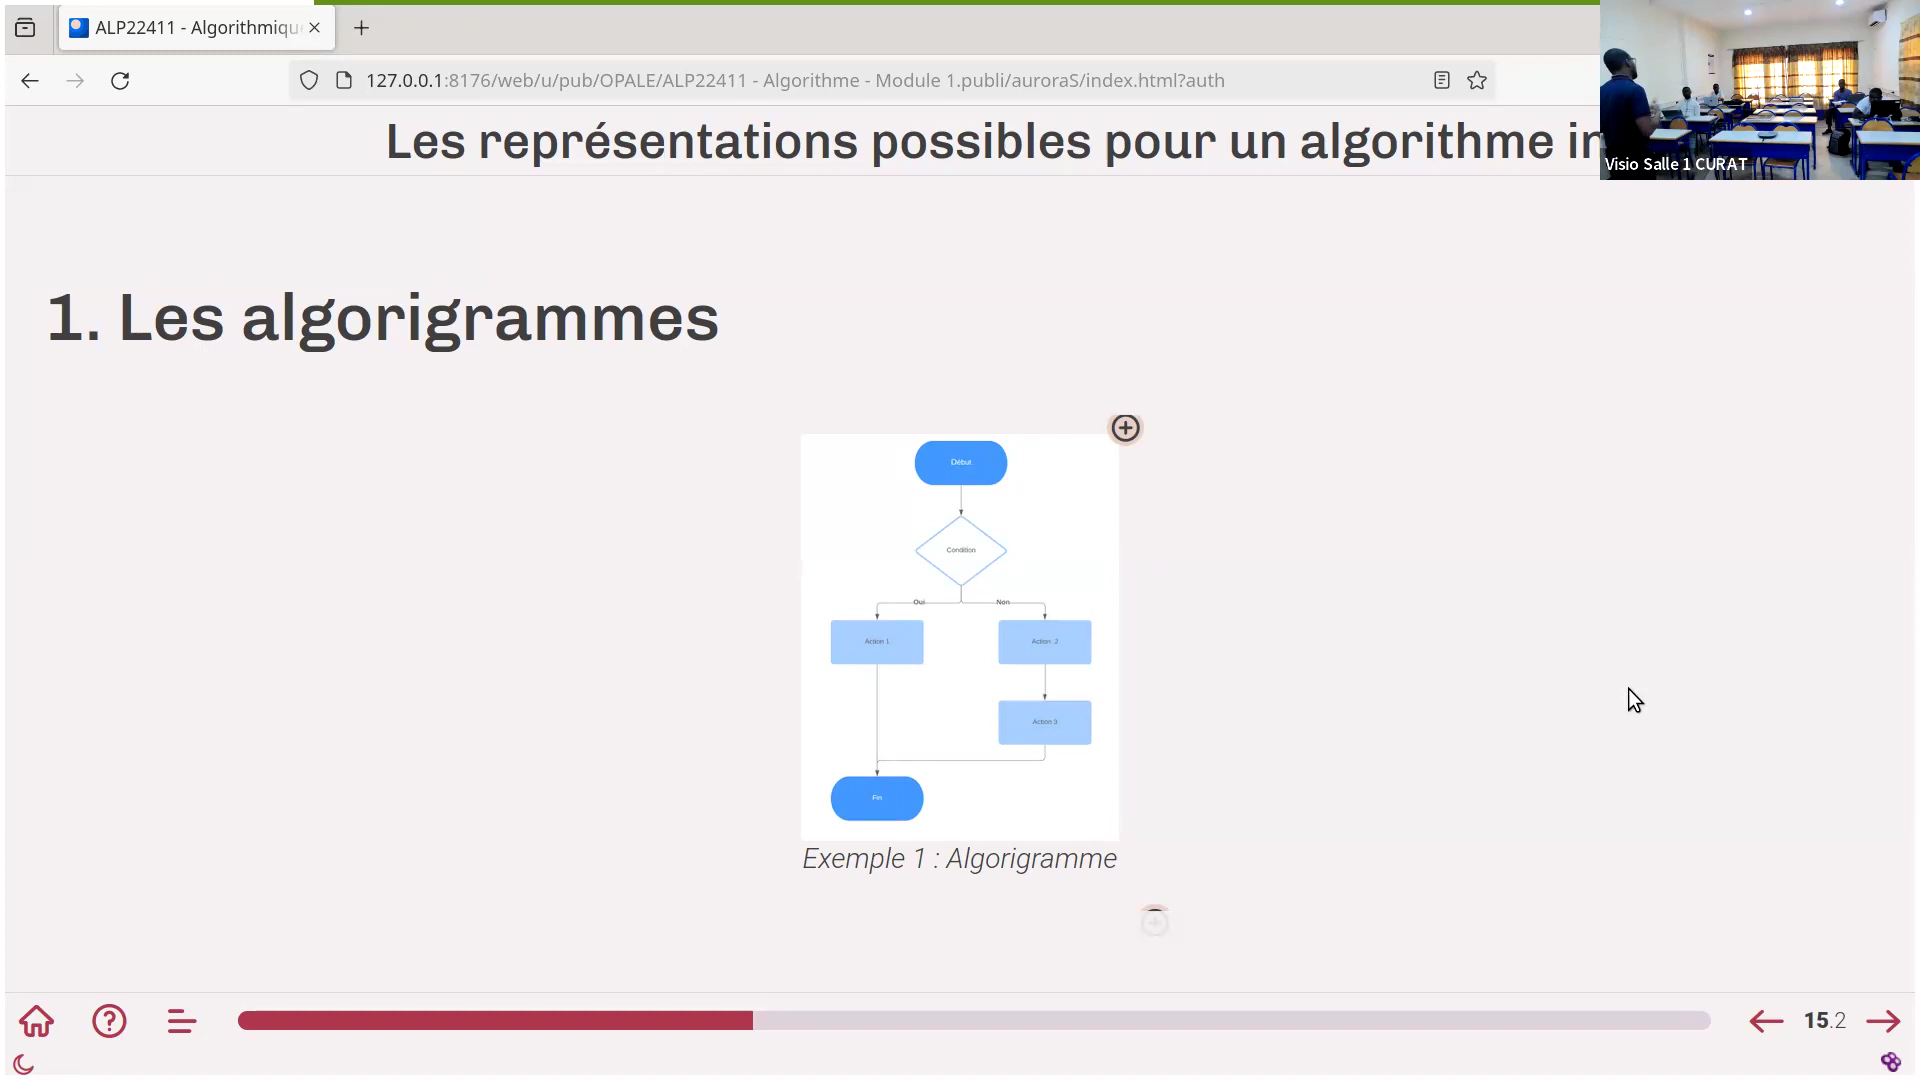 ALP22411 - Algorithmiqu
127.0.0.1:8176/web/u/pub/OPALE/ALP22411 - Algorithme - Module 1.publi/auroraS/index.html?auth
Les représentations possibles pour un algorithme in
Visio Salle 1 CURAT
1. Les algorigrammes
Début
Condition
Oui Non
Action 1 Action 2
Action 3
Fin
Exemple 1 : Algorigramme
15.2